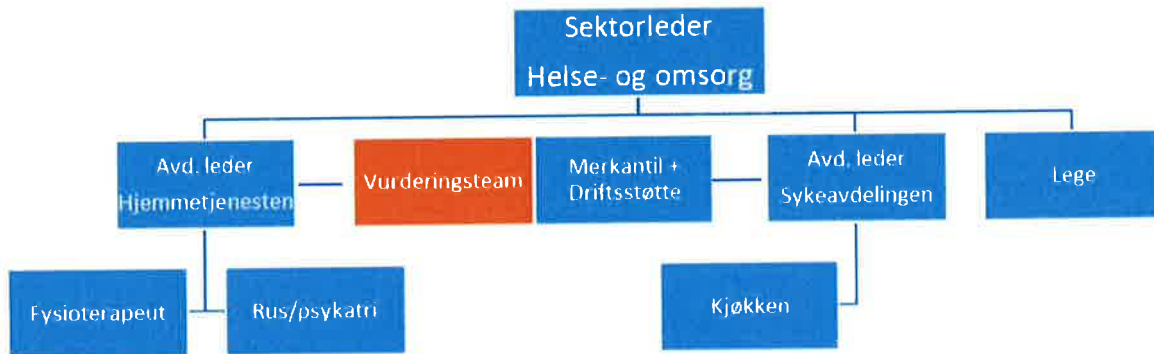 Sektorleder
Helse- og omsorg
Avd. leder
Hjemmetjenesten
Vurderingsteam
Merkantil +
Driftsstøtte
Avd. leder
Sykeavdelingen
Lege
Fysioterapeut
Rus/psykatri
Kjøkken